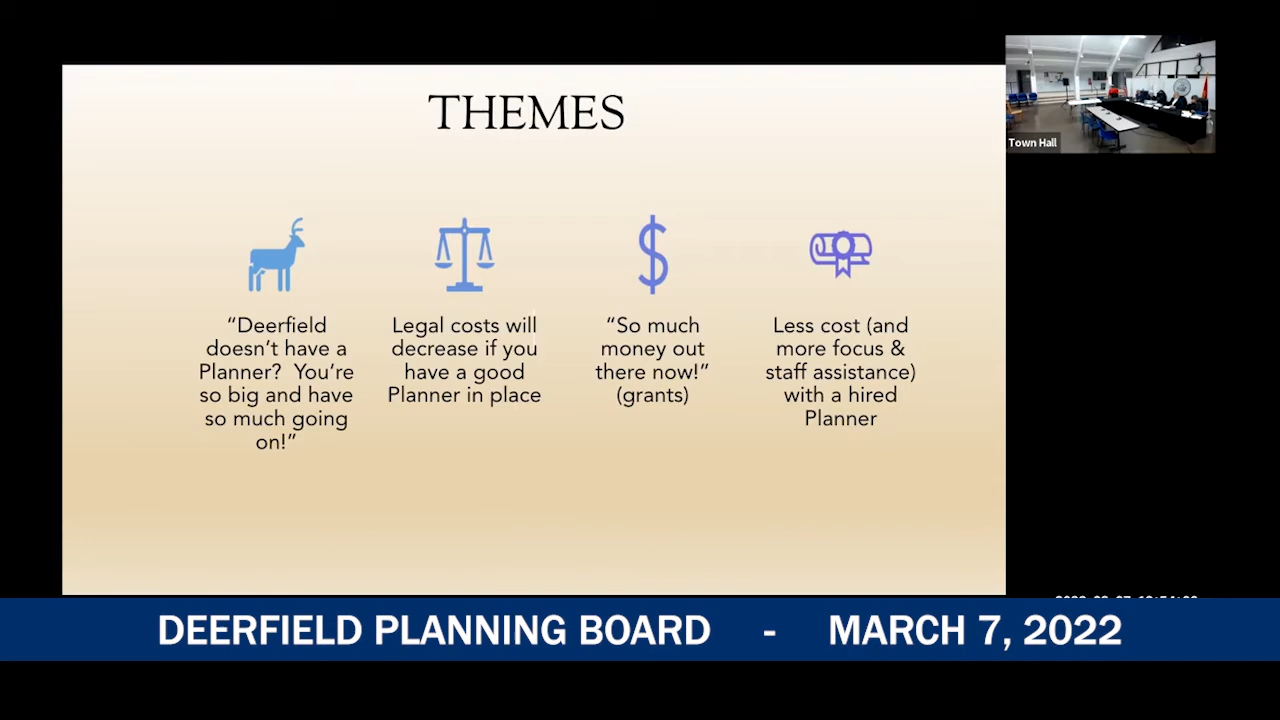 THEMES
Town Hall
“Deerfield
doesn’t have a
Planner?  You’re
so big and have
so much going
on!”
Legal costs will
decrease if you
have a good
Planner in place
“So much
money out
there now!”
(grants)
Less cost (and
more focus &
staff assistance)
with a hired
Planner
DEERFIELD PLANNING BOARD - MARCH 7, 2022